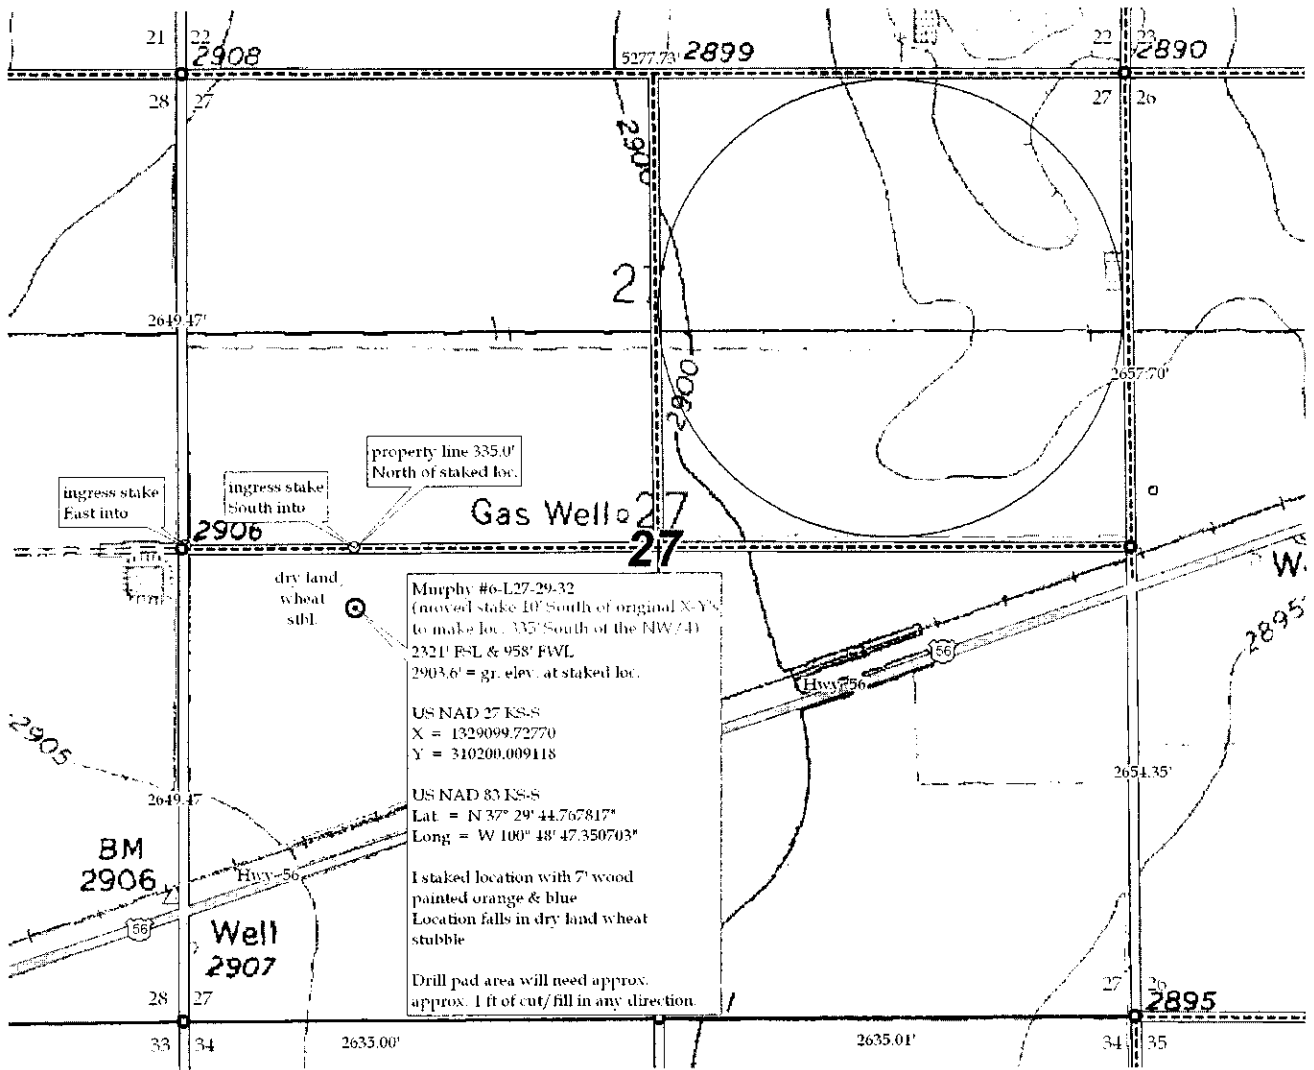 21 22
2908
5277.73'
2899
22 23
2890
28 27
27 26
2900
2649.47'
2900
2657.70'
property line 335.0'
North of staked loc.
ingress stake
East into
ingress stake
South into
2906
Gas Well
27
27
dry land
wheat
stbl.
Murphy #6-L27-29-32
(moved stake 10' South of original X-Y's
to make loc. 335' South of the NW/4)
2321' FSL & 958' FWL
2903.6' = gr. elev. at staked loc.
US NAD 27 KS-S
X = 1329099.72770
Y = 310200.009118
US NAD 83 KS-S
Lat = N 37° 29' 44.767817"
Long = W 100° 48' 47.350703"
I staked location with 7' wood
painted orange & blue
Location falls in dry land wheat
stubble
Drill pad area will need approx.
approx. 1 ft of cut/fill in any direction.
56
Hwy 56
2895
2905
2649.47'
2654.35'
BM
2906
Hwy 56
56
Well
2907
28 27
27 26
2895
33 34
2635.00'
2635.01'
34 35